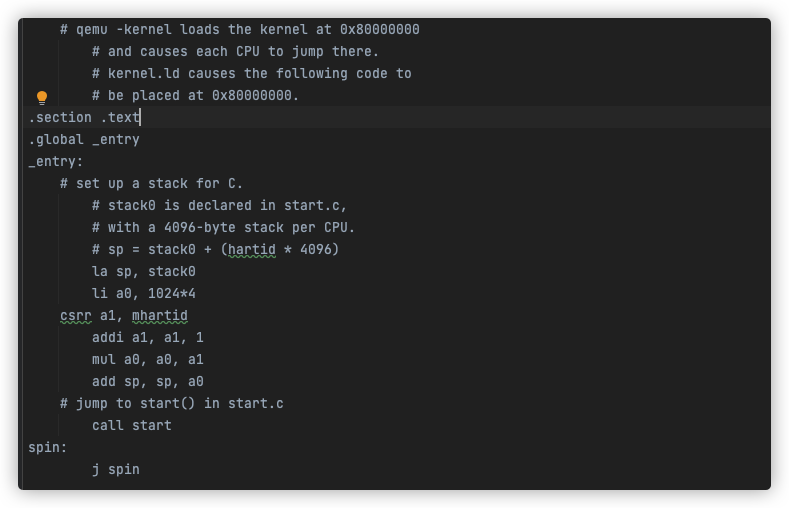 # qemu -kernel loads the kernel at 0x80000000
# and causes each CPU to jump there.
# kernel.ld causes the following code to
# be placed at 0x80000000.
.section .text
.global _entry
_entry:
# set up a stack for C.
# stack0 is declared in start.c,
# with a 4096-byte stack per CPU.
# sp = stack0 + (hartid * 4096)
la sp, stack0
li a0, 1024*4
csrr a1, mhartid
addi a1, a1, 1
mul a0, a0, a1
add sp, sp, a0
# jump to start() in start.c
call start
spin:
j spin